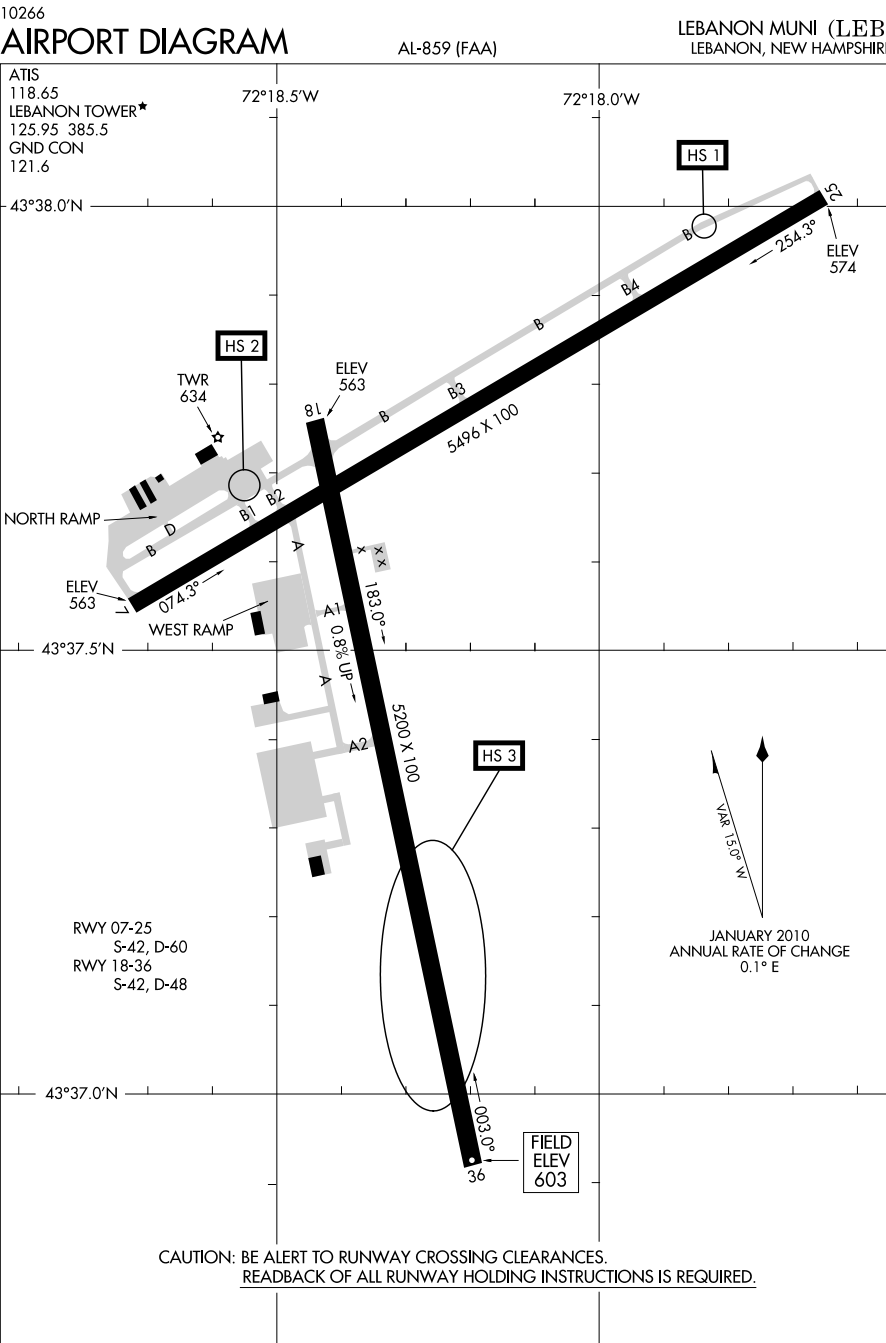 10266
AIRPORT DIAGRAM
AL-859 (FAA)
LEBANON MUNI (LEB
LEBANON, NEW HAMPSHIRE
ATIS
118.65
LEBANON TOWER★
125.95 385.5
GND CON
121.6
72°18.5'W
72°18.0'W
HS 1
43°38.0'N
25
B
254.3°
ELEV
574
B4
B
HS 2
ELEV
563
TWR
634
B3
18
B
5496 X 100
B2
B1
NORTH RAMP
D
B
A
X
X
X
ELEV
563
7
074.3°
WEST RAMP
A1
183.0°
0.8% UP
43°37.5'N
A
5200 X 100
A2
HS 3
VAR 15.0° W
RWY 07-25
S-42, D-60
RWY 18-36
S-42, D-48
JANUARY 2010
ANNUAL RATE OF CHANGE
0.1° E
43°37.0'N
003.0°
FIELD
ELEV
603
36
CAUTION: BE ALERT TO RUNWAY CROSSING CLEARANCES.
READBACK OF ALL RUNWAY HOLDING INSTRUCTIONS IS REQUIRED.